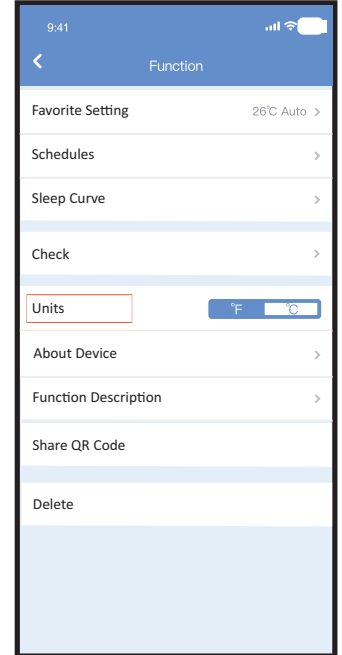 9:41
Function
Favorite Setting 26℃ Auto >
Schedules >
Sleep Curve >
Check >
Units ℉ ℃
About Device >
Function Description >
Share QR Code
Delete